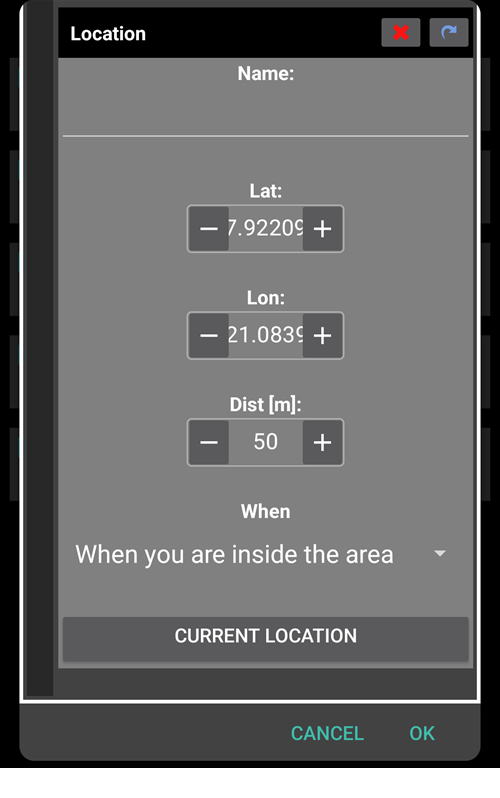 Location
Name:
Lat:
7.92209
Lon:
21.0839
Dist [m]:
50
When
When you are inside the area
CURRENT LOCATION
CANCEL OK